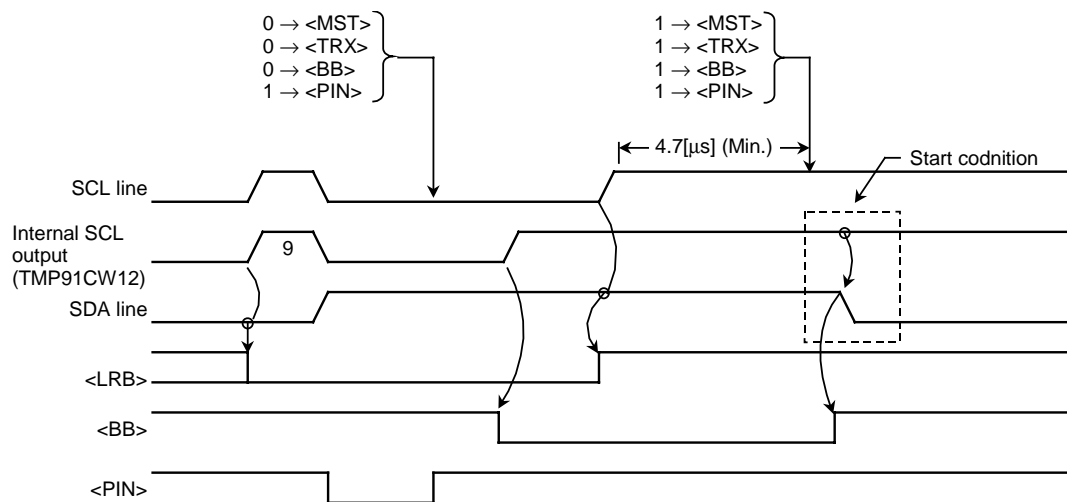 0 → <MST>
0 → <TRX>
0 → <BB>
1 → <PIN>
1 → <MST>
1 → <TRX>
1 → <BB>
1 → <PIN>
4.7[μs] (Min.)
Start codnition
SCL line
Internal SCL
output
(TMP91CW12)
9
SDA line
<LRB>
<BB>
<PIN>